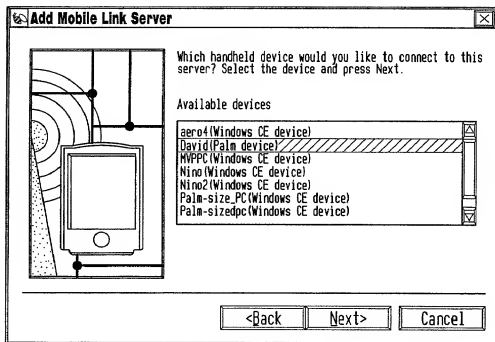 Add Mobile Link Server
Which handheld device would you like to connect to this
server? Select the device and press Next.
Available devices
aero4(Windows CE device)
David(Palm device)
MVPPC(Windows CE device)
Nino(Windows CE device)
Nino2(Windows CE device)
Palm-size_PC(Windows CE device)
Palm-sizedpc(Windows CE device)
<Back
Next>
Cancel